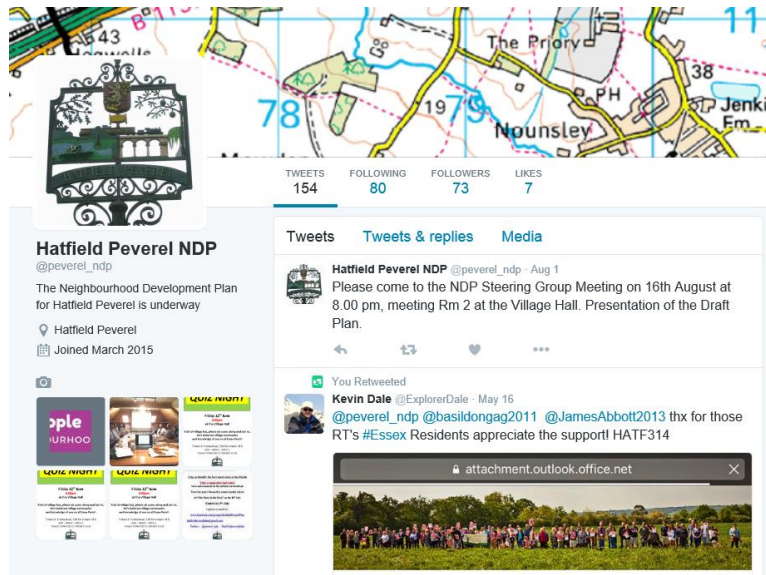 43
Hogwells
The Priory
11
38
78
19
79
PH
Nounsley
Jenki
Fm
TWEETS
FOLLOWING
FOLLOWERS
LIKES
154
80
73
7
Hatfield Peverel NDP
@peverel_ndp
The Neighbourhood Development Plan
for Hatfield Peverel is underway
Hatfield Peverel
Joined March 2015
ople
OURHOO
QUIZ NIGHT
QUIZ NIGHT
QUIZ NIGHT
Tweets
Tweets & replies
Media
Hatfield Peverel NDP @peverel_ndp · Aug 1
Please come to the NDP Steering Group Meeting on 16th August at
8.00 pm, meeting Rm 2 at the Village Hall. Presentation of the Draft
Plan.
You Retweeted
Kevin Dale @ExplorerDale · May 16
@peverel_ndp @basildongag2011 @JamesAbbott2013 thx for those
RT's #Essex Residents appreciate the support! HATF314
attachment.outlook.office.net